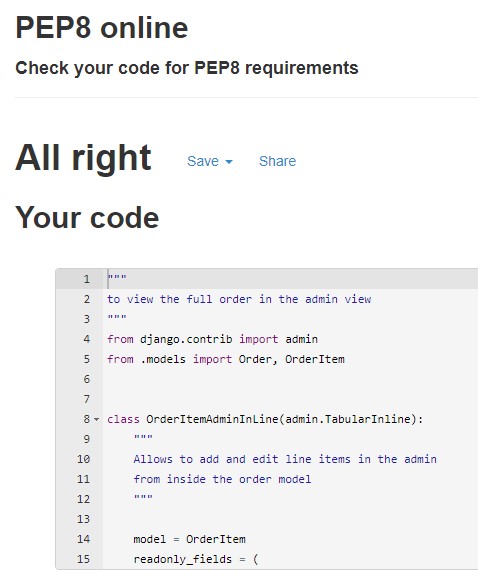 PEP8 online
Check your code for PEP8 requirements
All right Save Share
Your code
1 """
2 to view the full order in the admin view
3 """
4 from django.contrib import admin
5 from .models import Order, OrderItem
6
7
8 class OrderItemAdminInLine(admin.TabularInline):
9 """
10 Allows to add and edit line items in the admin
11 from inside the order model
12 """
13
14 model = OrderItem
15 readonly_fields = (